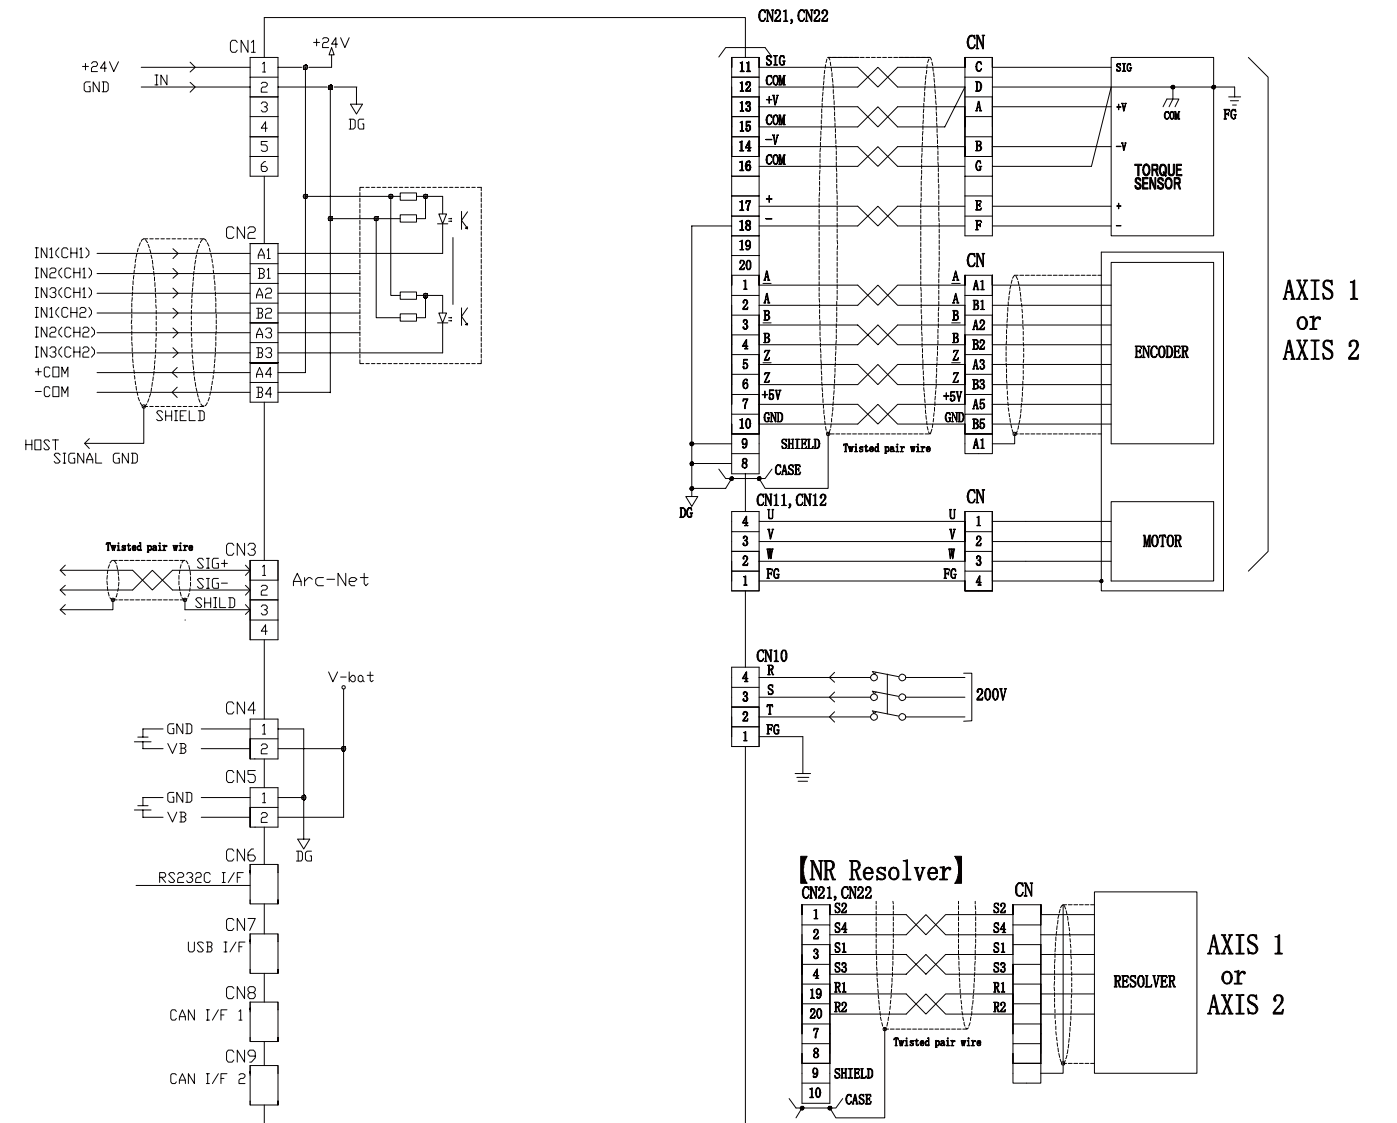 CN1
+24V
+24V
GND
IN
1
2
3
4
5
6
DG
CN2
IN1(CH1)
IN2(CH1)
IN3(CH1)
IN1(CH2)
IN2(CH2)
IN3(CH2)
+COM
-COM
A1
B1
A2
B2
A3
B3
A4
B4
K
K
SHIELD
HOST
SIGNAL GND
Twisted pair wire
CN3
SIG+
SIG-
SHILD
1
2
3
4
Arc-Net
V-bat
CN4
GND
VB
1
2
CN5
GND
VB
1
2
DG
CN6
RS232C I/F
CN7
USB I/F
CN8
CAN I/F 1
CN9
CAN I/F 2
CN21, CN22
11 SIG
12 COM
13 +V
15 COM
14 -V
16 COM
17 +
18 -
19
20
1 A
2 A
3 B
4 B
5 Z
6 Z
7 +5V
10 GND
9
8
SHIELD
Twisted pair wire
CASE
DG
CN
C
D
A
B
G
E
F
SIG
+V
-V
COM
TORQUE
SENSOR
+
-
FG
CN
A A1
A B1
B A2
B B2
Z A3
Z B3
+5V A5
GND B5
A1
ENCODER
AXIS 1
or
AXIS 2
CN11, CN12
4 U
3 V
2 W
1 FG
CN
U 1
V 2
W 3
FG 4
MOTOR
CN10
4 R
3 S
2 T
1 FG
200V
【NR Resolver】
CN21, CN22
1 S2
2 S4
3 S1
4 S3
19 R1
20 R2
7
8
9 SHIELD
10
CASE
Twisted pair wire
CN
S2
S4
S1
S3
R1
R2
RESOLVER
AXIS 1
or
AXIS 2